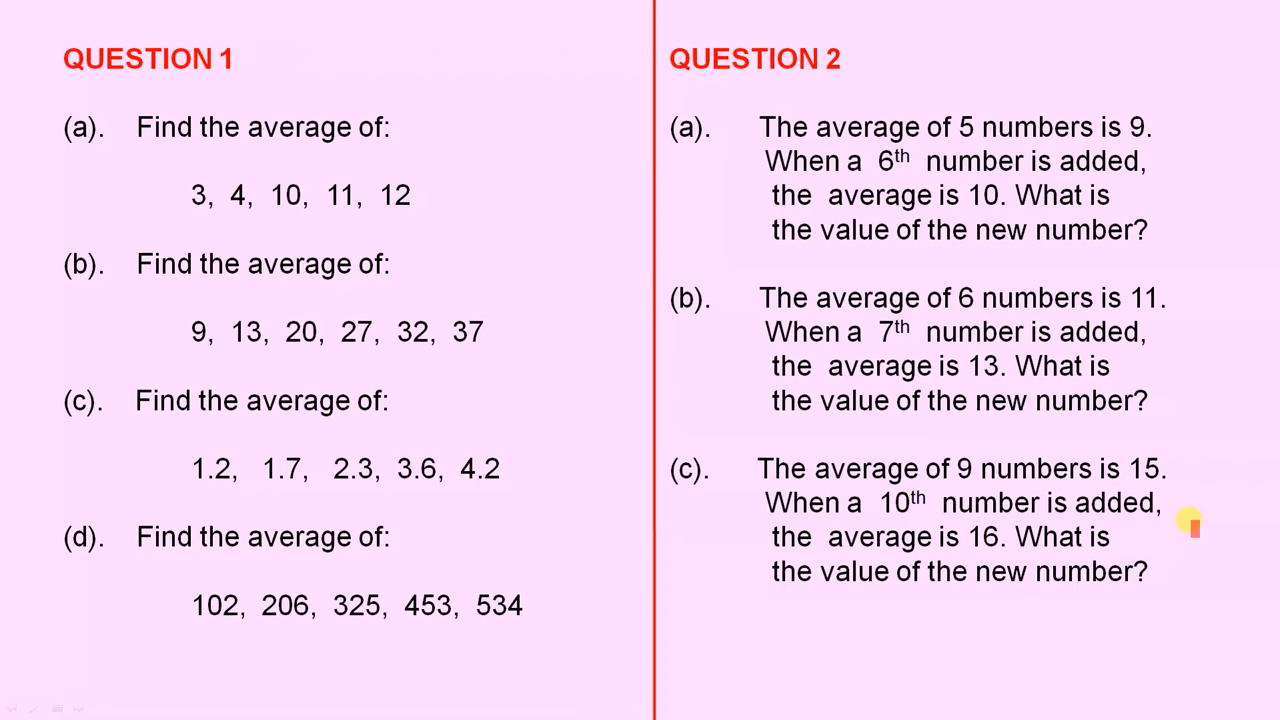 QUESTION 1
(a). Find the average of:
3, 4, 10, 11, 12
(b). Find the average of:
9, 13, 20, 27, 32, 37
(c). Find the average of:
1.2, 1.7, 2.3, 3.6, 4.2
(d). Find the average of:
102, 206, 325, 453, 534
QUESTION 2
(a). The average of 5 numbers is 9.
When a 6th number is added,
the average is 10. What is
the value of the new number?
(b). The average of 6 numbers is 11.
When a 7th number is added,
the average is 13. What is
the value of the new number?
(c). The average of 9 numbers is 15.
When a 10th number is added,
the average is 16. What is
the value of the new number?